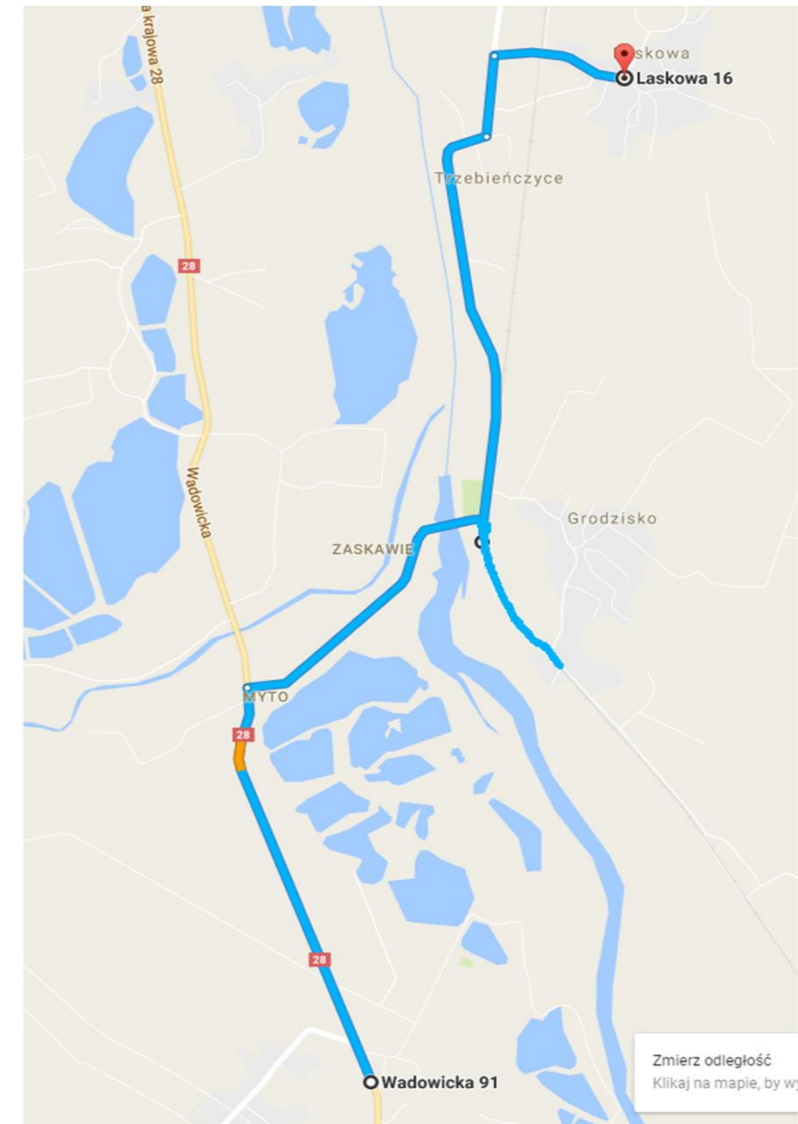 a krajowa 28
skowa
Laskowa 16
Trzebieńczyce
28
Wadowicka
Grodzisko
ZASKAWIE
MYTO
28
28
Wadowicka 91
Zmierz odległość
Klikaj na mapie, by wy